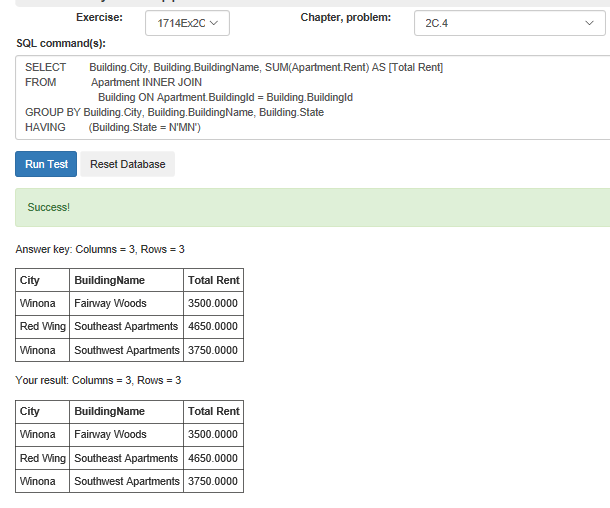 Exercise: 1714Ex2C Chapter, problem: 2C.4
SQL command(s):
SELECT Building.City, Building.BuildingName, SUM(Apartment.Rent) AS [Total Rent]
FROM Apartment INNER JOIN
Building ON Apartment.BuildingId = Building.BuildingId
GROUP BY Building.City, Building.BuildingName, Building.State
HAVING (Building.State = N'MN')
Run Test Reset Database
Success!
Answer key: Columns = 3, Rows = 3
City BuildingName Total Rent
Winona Fairway Woods 3500.0000
Red Wing Southeast Apartments 4650.0000
Winona Southwest Apartments 3750.0000
Your result: Columns = 3, Rows = 3
City BuildingName Total Rent
Winona Fairway Woods 3500.0000
Red Wing Southeast Apartments 4650.0000
Winona Southwest Apartments 3750.0000